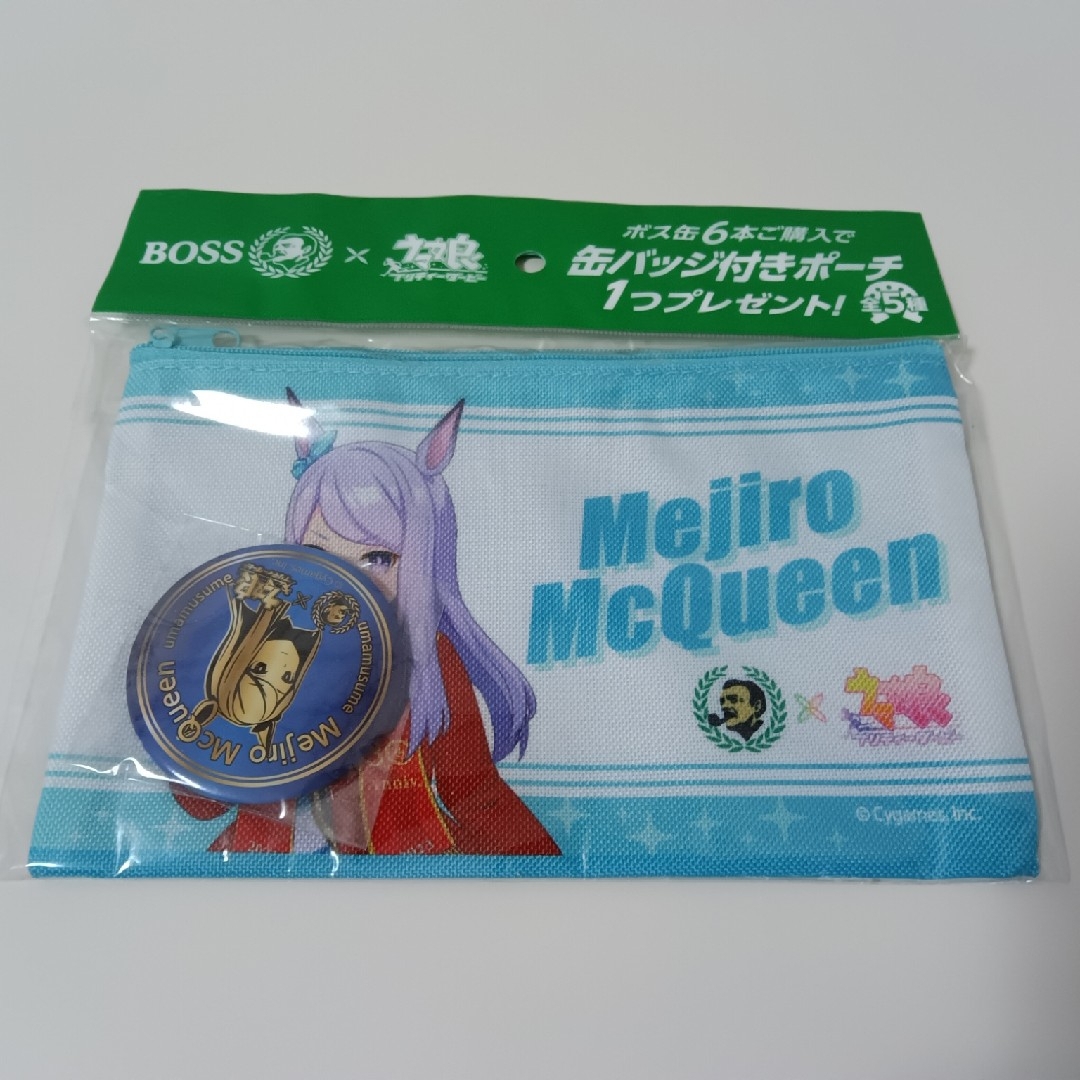 BOSS × ウマ娘
プリティーダービー
ボス缶6本ご購入で
缶バッジ付きポーチ
1つプレゼント!
全5種
Mejiro
McQueen
× ウマ娘
プリティーダービー
© Cygames, Inc.
Mejiro McQueen umamusume
umamusume
ウマ娘